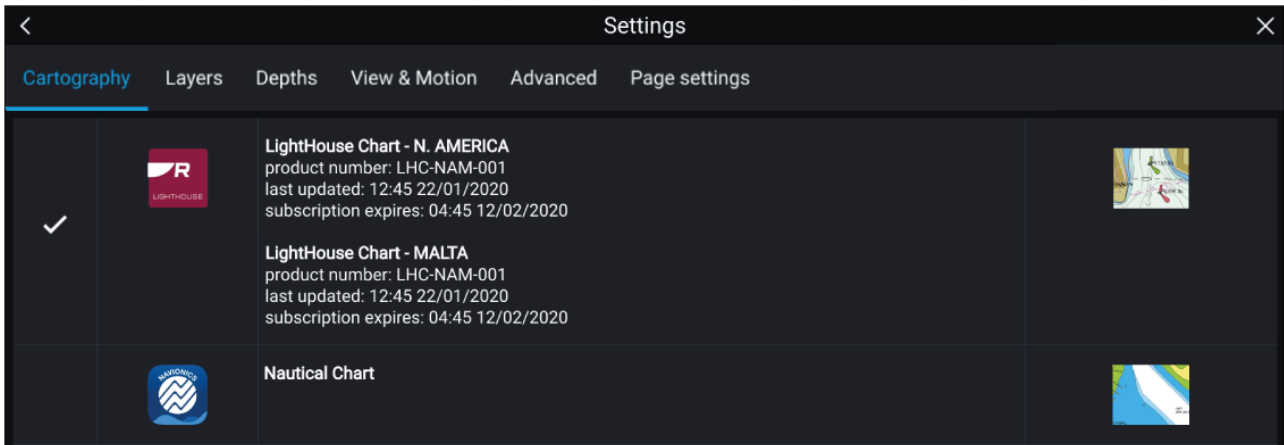 Settings
Cartography Layers Depths View & Motion Advanced Page settings
R
LIGHTHOUSE
LightHouse Chart - N. AMERICA
product number: LHC-NAM-001
last updated: 12:45 22/01/2020
subscription expires: 04:45 12/02/2020
LightHouse Chart - MALTA
product number: LHC-NAM-001
last updated: 12:45 22/01/2020
subscription expires: 04:45 12/02/2020
NAVIONICS
Nautical Chart